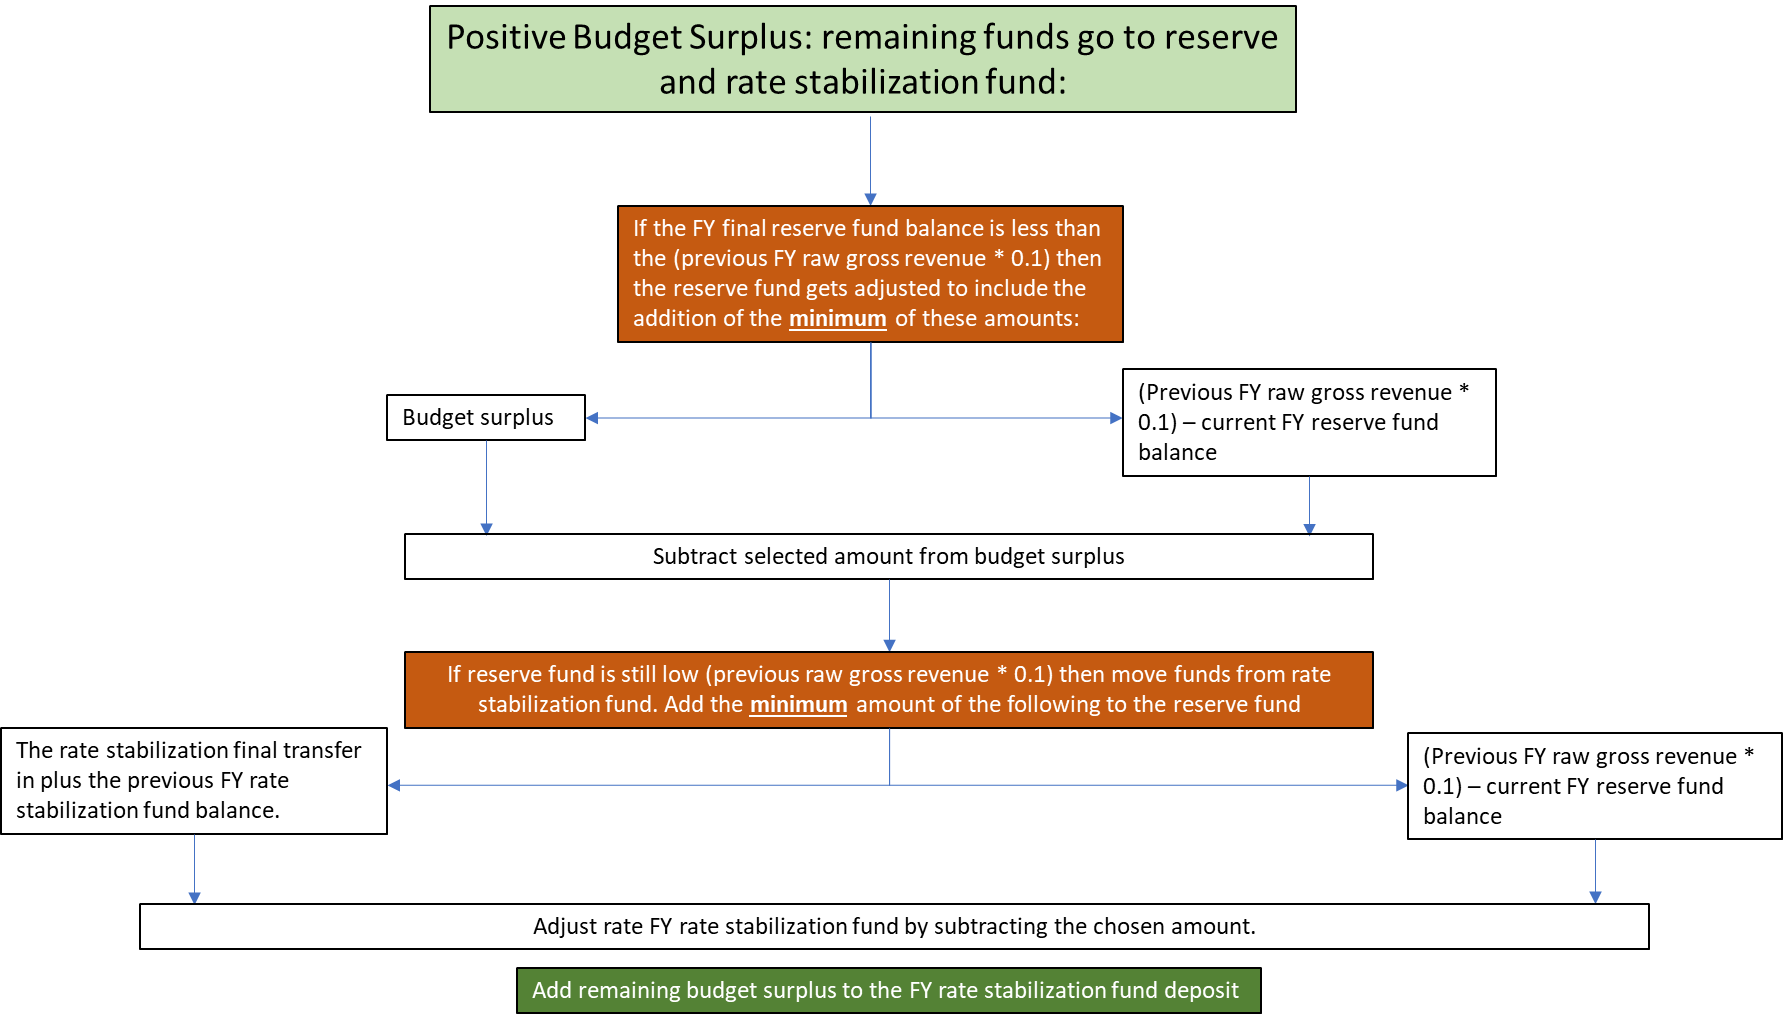 Positive Budget Surplus: remaining funds go to reserve
and rate stabilization fund:
If the FY final reserve fund balance is less than
the (previous FY raw gross revenue * 0.1) then
the reserve fund gets adjusted to include the
addition of the minimum of these amounts:
Budget surplus
(Previous FY raw gross revenue *
0.1) – current FY reserve fund
balance
Subtract selected amount from budget surplus
If reserve fund is still low (previous raw gross revenue * 0.1) then move funds from rate
stabilization fund. Add the minimum amount of the following to the reserve fund
The rate stabilization final transfer
in plus the previous FY rate
stabilization fund balance.
(Previous FY raw gross revenue *
0.1) – current FY reserve fund
balance
Adjust rate FY rate stabilization fund by subtracting the chosen amount.
Add remaining budget surplus to the FY rate stabilization fund deposit